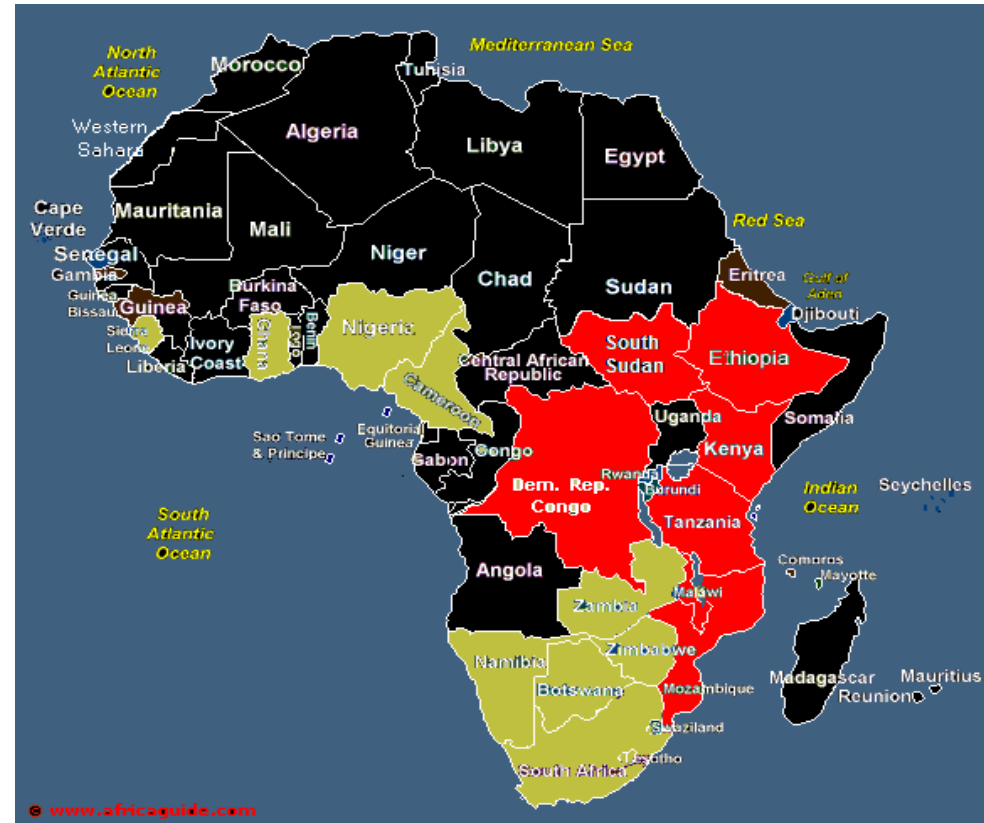 Mediterranean Sea
North
Atlantic
Ocean
Morocco
Tunisia
Western
Sahara
Algeria
Libya
Egypt
Cape
Verde
Mauritania
Mali
Niger
Chad
Sudan
Red Sea
Senegal
Gambia
Guinea
Bissau
Guinea
Burkina
Faso
Eritrea
Gulf of
Aden
Djibouti
Sierra
Leone
Liberia
Ivory
Coast
Ghana
Togo
Benin
Nigeria
Cameroon
Central African
Republic
South
Sudan
Ethiopia
Somalia
Equitorial
Guinea
Sao Tome
& Principe
Gabon
Congo
Uganda
Kenya
Rwanda
Burundi
Dem. Rep.
Congo
Tanzania
Indian
Ocean
Seychelles
South
Atlantic
Ocean
Angola
Zambia
Malawi
Comoros
Mayotte
Namibia
Zimbabwe
Botswana
Mozambique
Madagascar
Mauritius
Reunion
Swaziland
Lesotho
South Africa
© www.africaguide.com